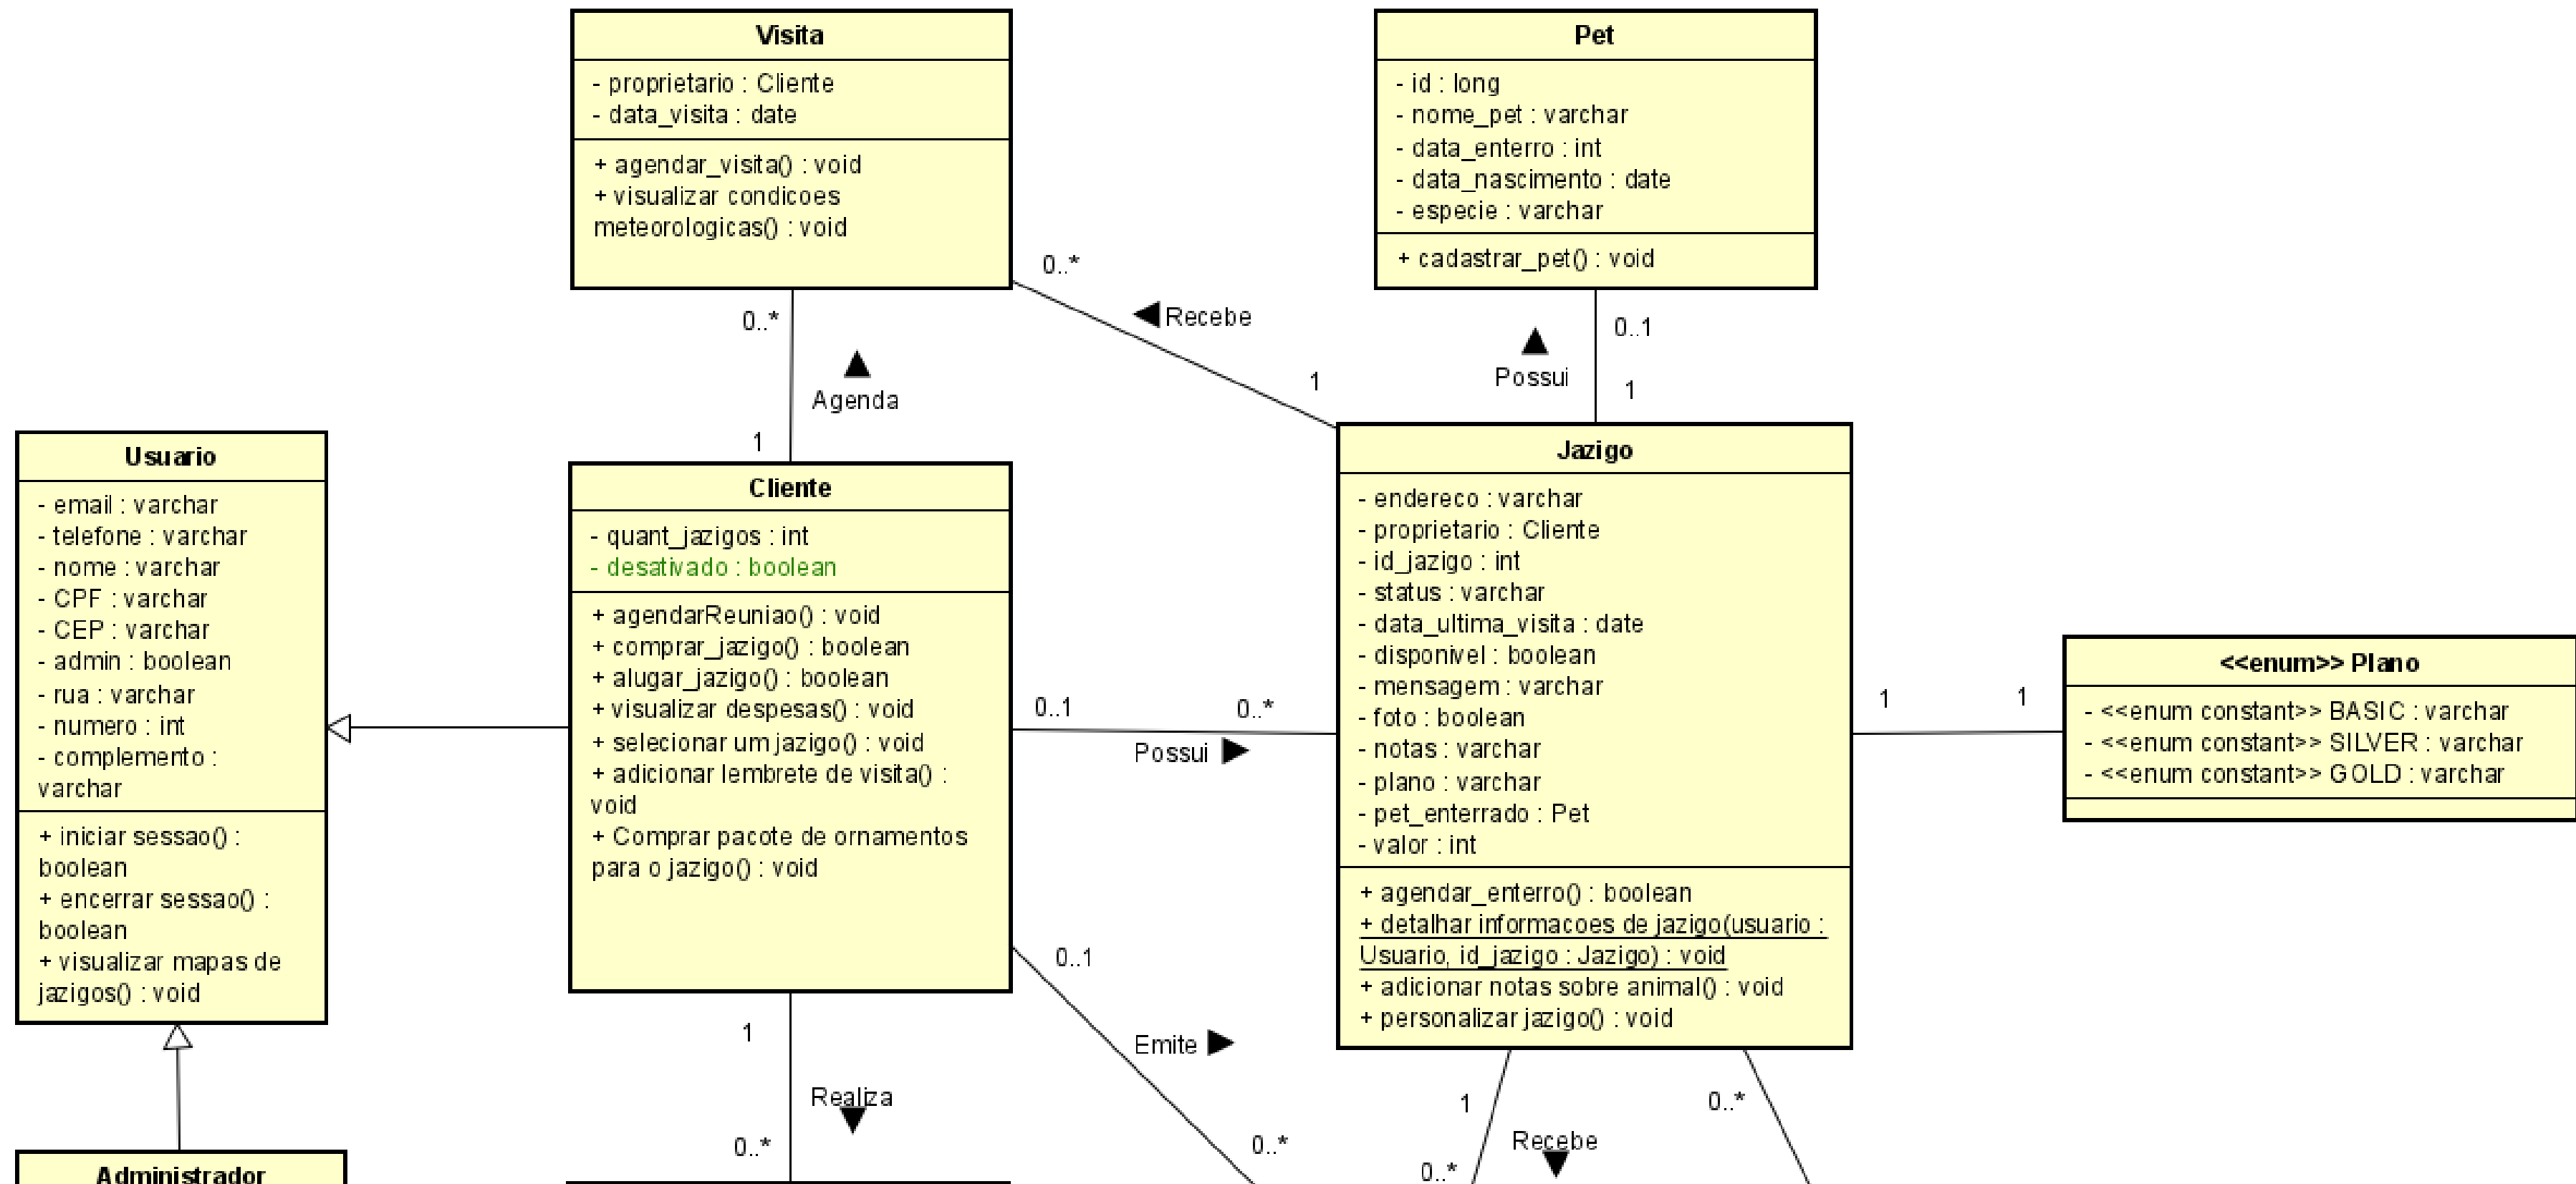 Visita
- proprietario : Cliente
- data_visita : date
+ agendar_visita() : void
+ visualizar condicoes
meteorologicas() : void
Pet
- id : long
- nome_pet : varchar
- data_enterro : int
- data_nascimento : date
- especie : varchar
+ cadastrar_pet() : void
0..*
Recebe
1
0..*
Agenda
1
0..1
Possui
1
Usuario
- email : varchar
- telefone : varchar
- nome : varchar
- CPF : varchar
- CEP : varchar
- admin : boolean
- rua : varchar
- numero : int
- complemento :
varchar
+ iniciar sessao() :
boolean
+ encerrar sessao() :
boolean
+ visualizar mapas de
jazigos() : void
Cliente
- quant_jazigos : int
- desativado : boolean
+ agendarReuniao() : void
+ comprar_jazigo() : boolean
+ alugar_jazigo() : boolean
+ visualizar despesas() : void
+ selecionar um jazigo() : void
+ adicionar lembrete de visita() :
void
+ Comprar pacote de ornamentos
para o jazigo() : void
0..1
0..*
Possui
Jazigo
- endereco : varchar
- proprietario : Cliente
- id_jazigo : int
- status : varchar
- data_ultima_visita : date
- disponivel : boolean
- mensagem : varchar
- foto : boolean
- notas : varchar
- plano : varchar
- pet_enterrado : Pet
- valor : int
+ agendar_enterro() : boolean
+ detalhar informacoes de jazigo(usuario :
Usuario, id_jazigo : Jazigo) : void
+ adicionar notas sobre animal() : void
+ personalizar jazigo() : void
1
1
<<enum>> Plano
- <<enum constant>> BASIC : varchar
- <<enum constant>> SILVER : varchar
- <<enum constant>> GOLD : varchar
0..1
Emite
0..*
1
Realiza
0..*
1
Recebe
0..*
0..*
Administrador